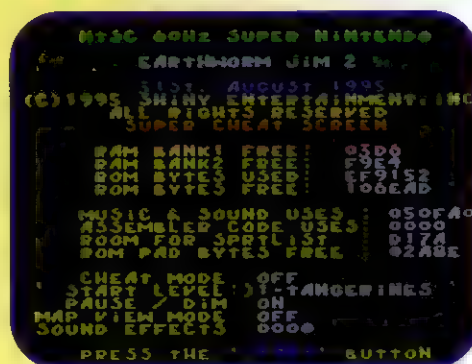 NTSC 60HZ SUPER NINTENDO
EARTHWORM JIM 2
31ST. AUGUST 1995
(C)1995 SHINY ENTERTAINMENT, INC
ALL RIGHTS RESERVED
SUPER CHEAT SCREEN
RAM BANK1 FREE: 03D6
RAM BANK2 FREE: F9E4
ROM BYTES USED: EF9152
ROM BYTES FREE: 106EAD
MUSIC & SOUND USES: 050FA0
ASSEMBLER CODE USES: 0000
ROOM FOR SPRTLIST: D17A
ROM PAD BYTES FREE: 02A8E
CHEAT MODE OFF
START LEVEL :)1-TANGERINES
PAUSE / DIM ON
MAP VIEW MODE OFF
SOUND EFFECTS 0000
PRESS THE BUTTON